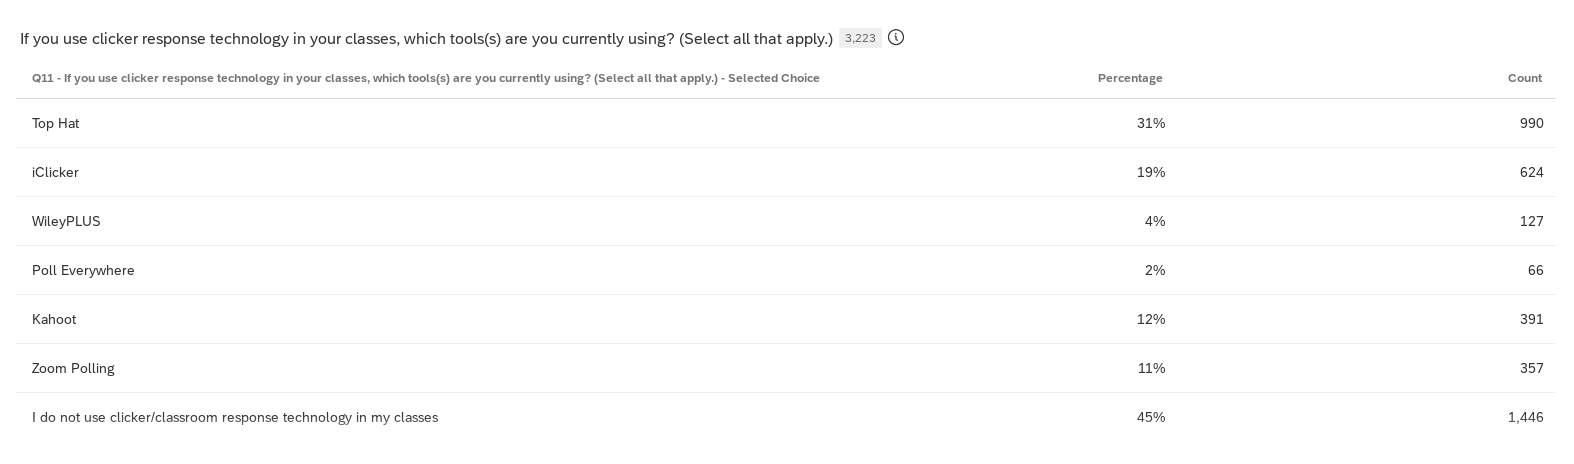 If you use clicker response technology in your classes, which tools(s) are you currently using? (Select all that apply.) 3,223
Q11 - If you use clicker response technology in your classes, which tools(s) are you currently using? (Select all that apply.) - Selected Choice Percentage Count
Top Hat 31% 990
iClicker 19% 624
WileyPLUS 4% 127
Poll Everywhere 2% 66
Kahoot 12% 391
Zoom Polling 11% 357
I do not use clicker/classroom response technology in my classes 45% 1,446